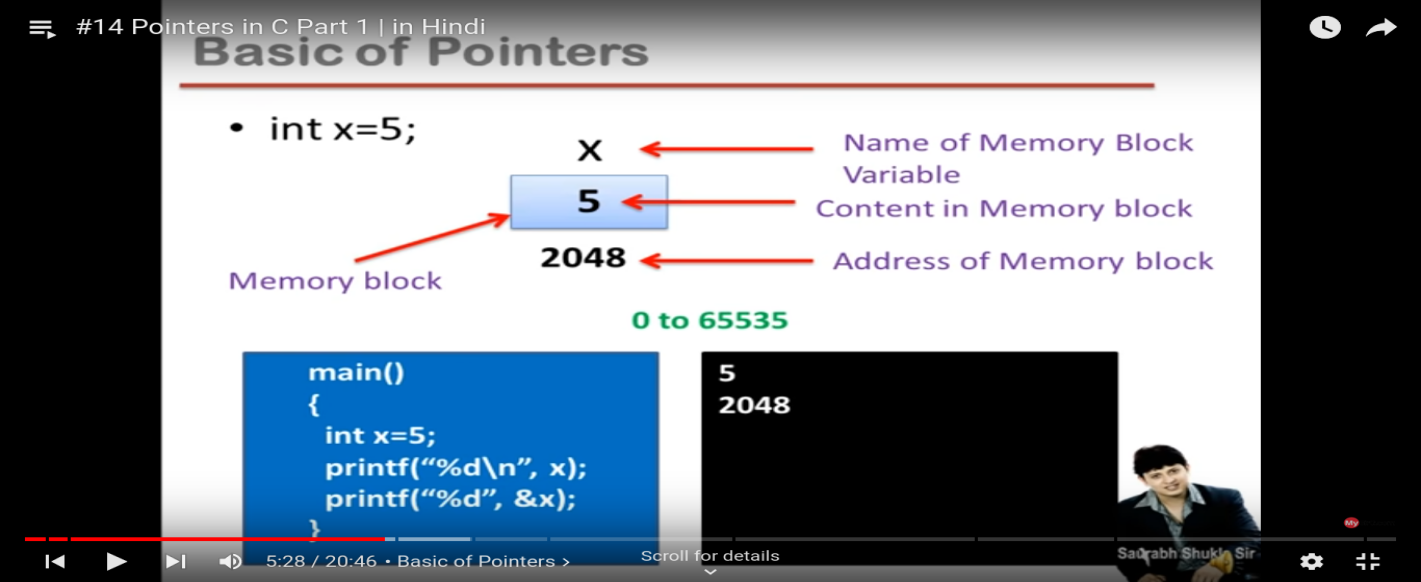 #14 Pointers in C Part 1 | in Hindi
Basic of Pointers
• int x=5;
x
Name of Memory Block
Variable
5
Content in Memory block
2048
Address of Memory block
Memory block
0 to 65535
main()
{
int x=5;
printf(“%d\n”, x);
printf(“%d”, &x);
}
5
2048
My
Saurabh Shukla Sir
5:28 / 20:46 • Basic of Pointers >
Scroll for details